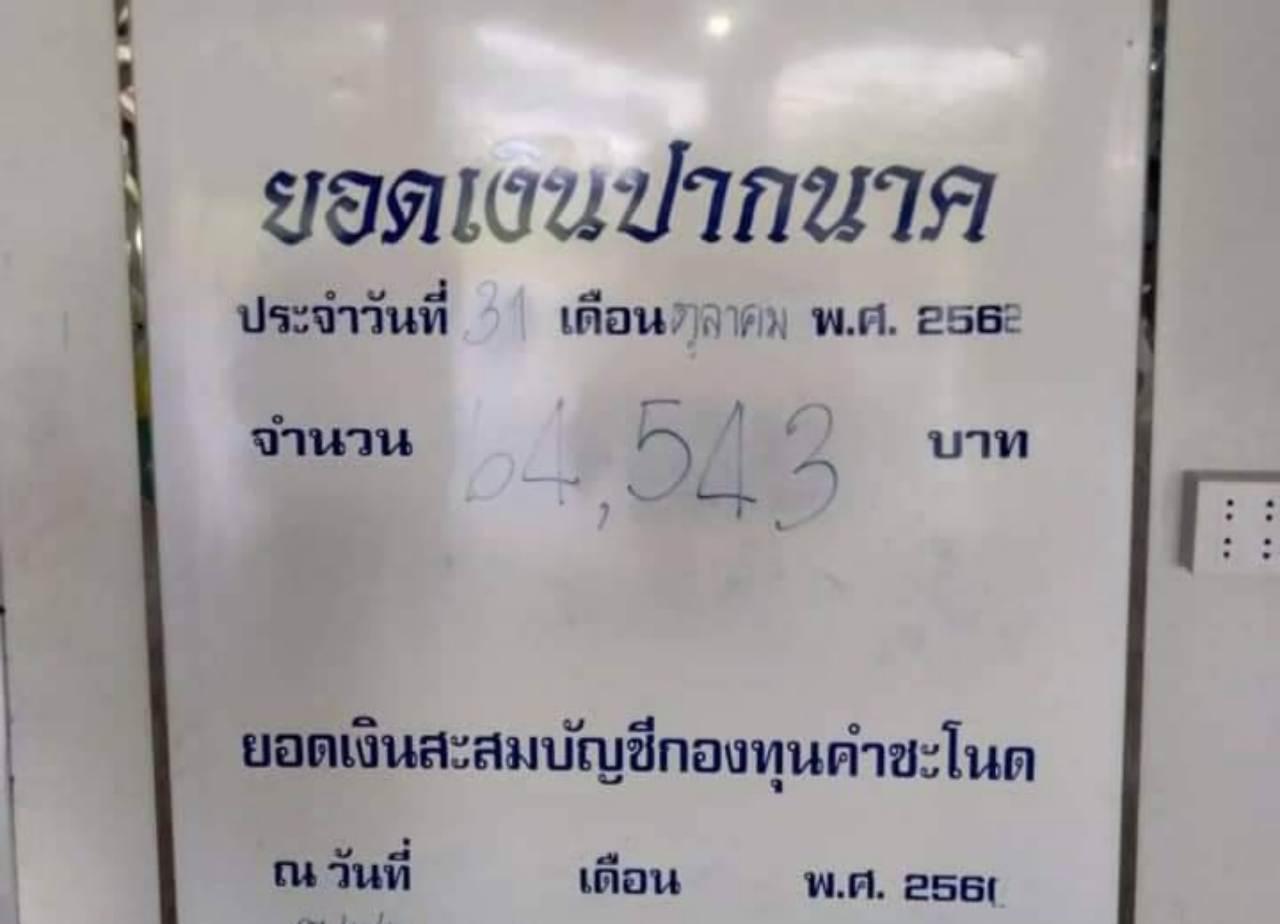 ยอดเงินปากนาค
ประจำวันที่ 31 เดือน ตุลาคม พ.ศ. 2562
จำนวน 64,543 บาท
ยอดเงินสะสมบัญชีกองทุนคำชะโนด
ณ วันที่ เดือน พ.ศ. 256